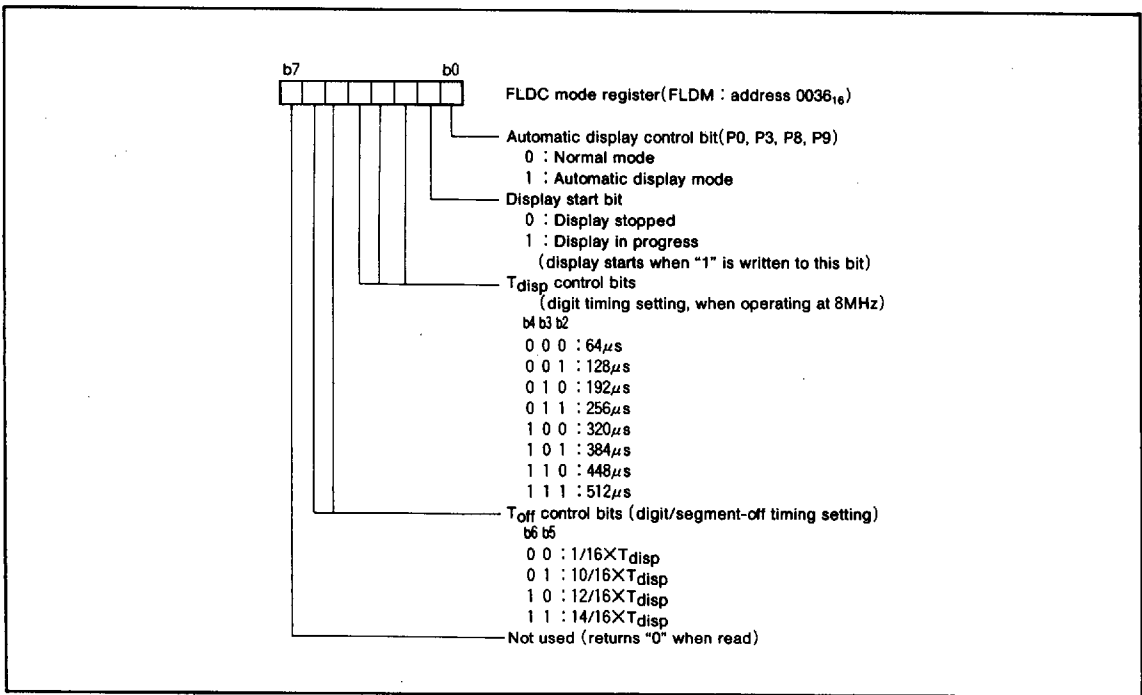 b7 b0
FLDC mode register(FLDM : address 0036₁₆)
Automatic display control bit(P0, P3, P8, P9)
0 : Normal mode
1 : Automatic display mode
Display start bit
0 : Display stopped
1 : Display in progress
(display starts when "1" is written to this bit)
Tdisp control bits
(digit timing setting, when operating at 8MHz)
b4 b3 b2
0 0 0 : 64μs
0 0 1 : 128μs
0 1 0 : 192μs
0 1 1 : 256μs
1 0 0 : 320μs
1 0 1 : 384μs
1 1 0 : 448μs
1 1 1 : 512μs
Toff control bits (digit/segment-off timing setting)
b6 b5
0 0 : 1/16×Tdisp
0 1 : 10/16×Tdisp
1 0 : 12/16×Tdisp
1 1 : 14/16×Tdisp
Not used (returns "0" when read)